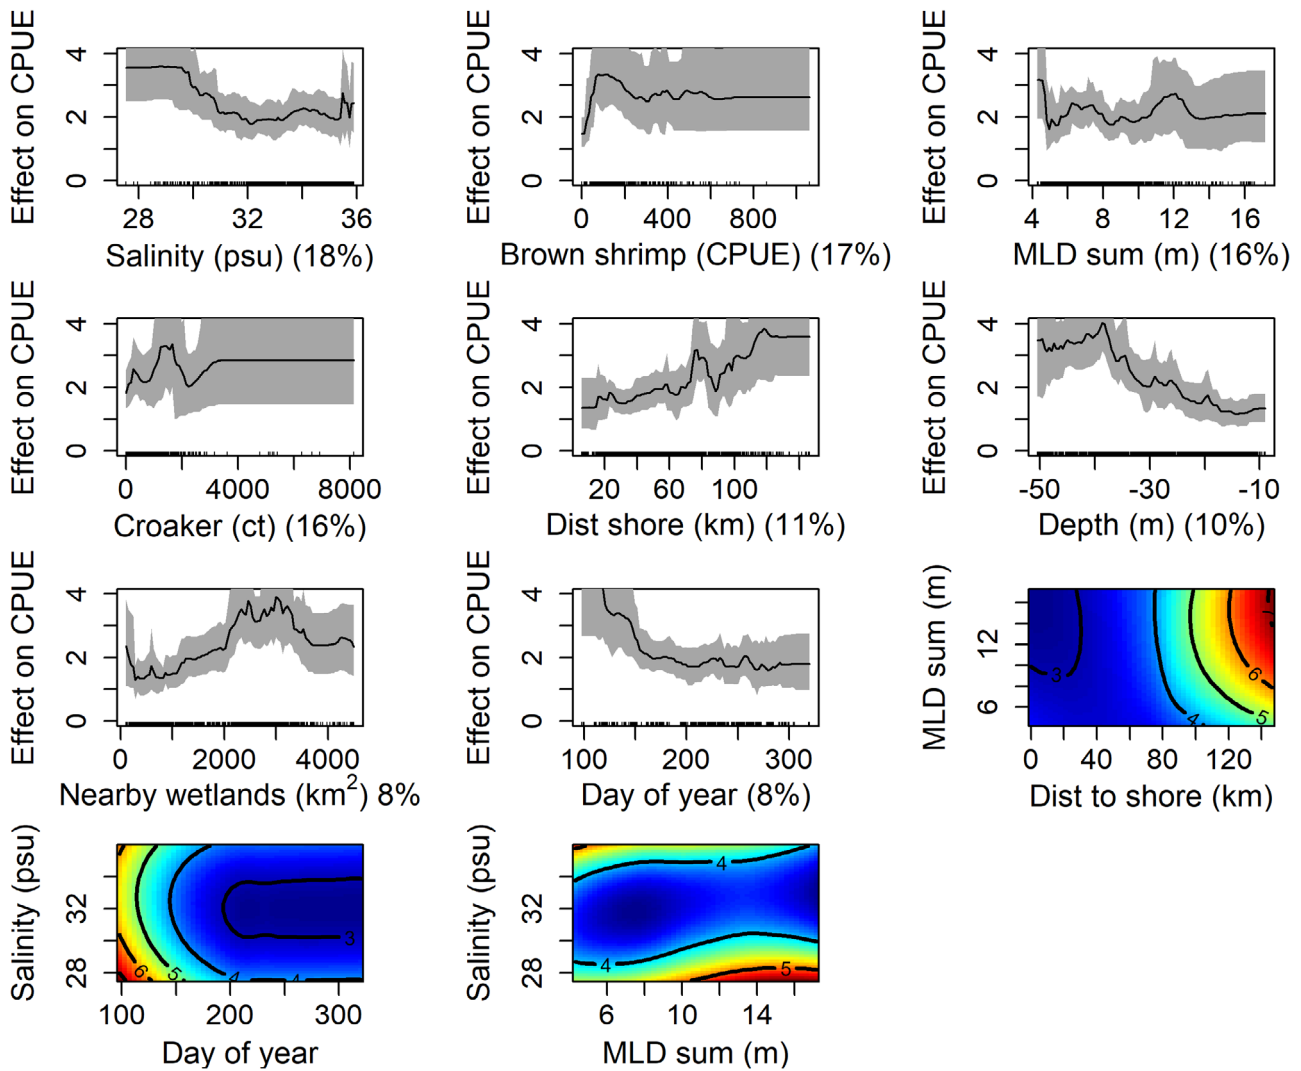 Effect on CPUE
4
2
0
28 32 36
Salinity (psu) (18%)
Effect on CPUE
4
2
0
0 400 800
Brown shrimp (CPUE) (17%)
Effect on CPUE
4
2
0
4 8 12 16
MLD sum (m) (16%)
Effect on CPUE
4
2
0
0 4000 8000
Croaker (ct) (16%)
Effect on CPUE
4
2
0
20 60 100
Dist shore (km) (11%)
Effect on CPUE
4
2
0
-50 -30 -10
Depth (m) (10%)
Effect on CPUE
4
2
0
0 2000 4000
Nearby wetlands (km²) 8%
Effect on CPUE
4
2
0
100 200 300
Day of year (8%)
MLD sum (m)
12
6
3
4
5
6
7
0 40 80 120
Dist to shore (km)
Salinity (psu)
32
28
6
5
4
4
3
100 200 300
Day of year
Salinity (psu)
32
28
4
4
5
6 10 14
MLD sum (m)